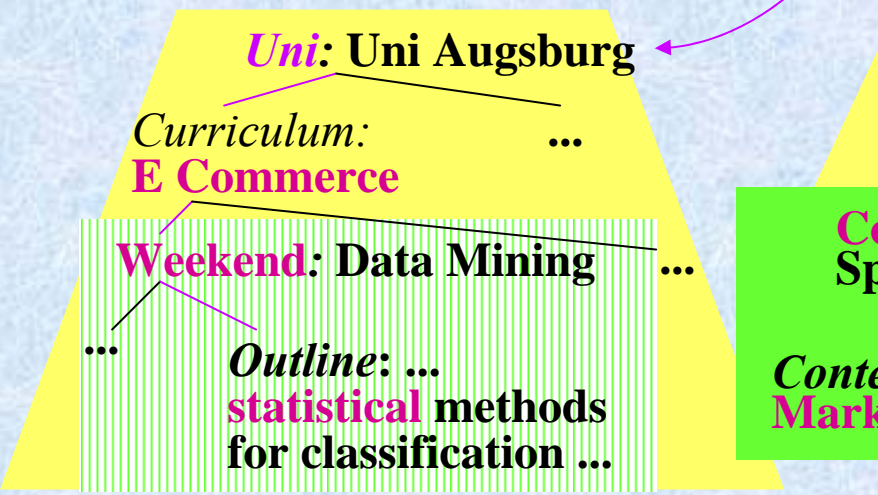 Uni: Uni Augsburg
Curriculum: ...
E Commerce
Weekend: Data Mining ...
... Outline: ...
statistical methods
for classification ...